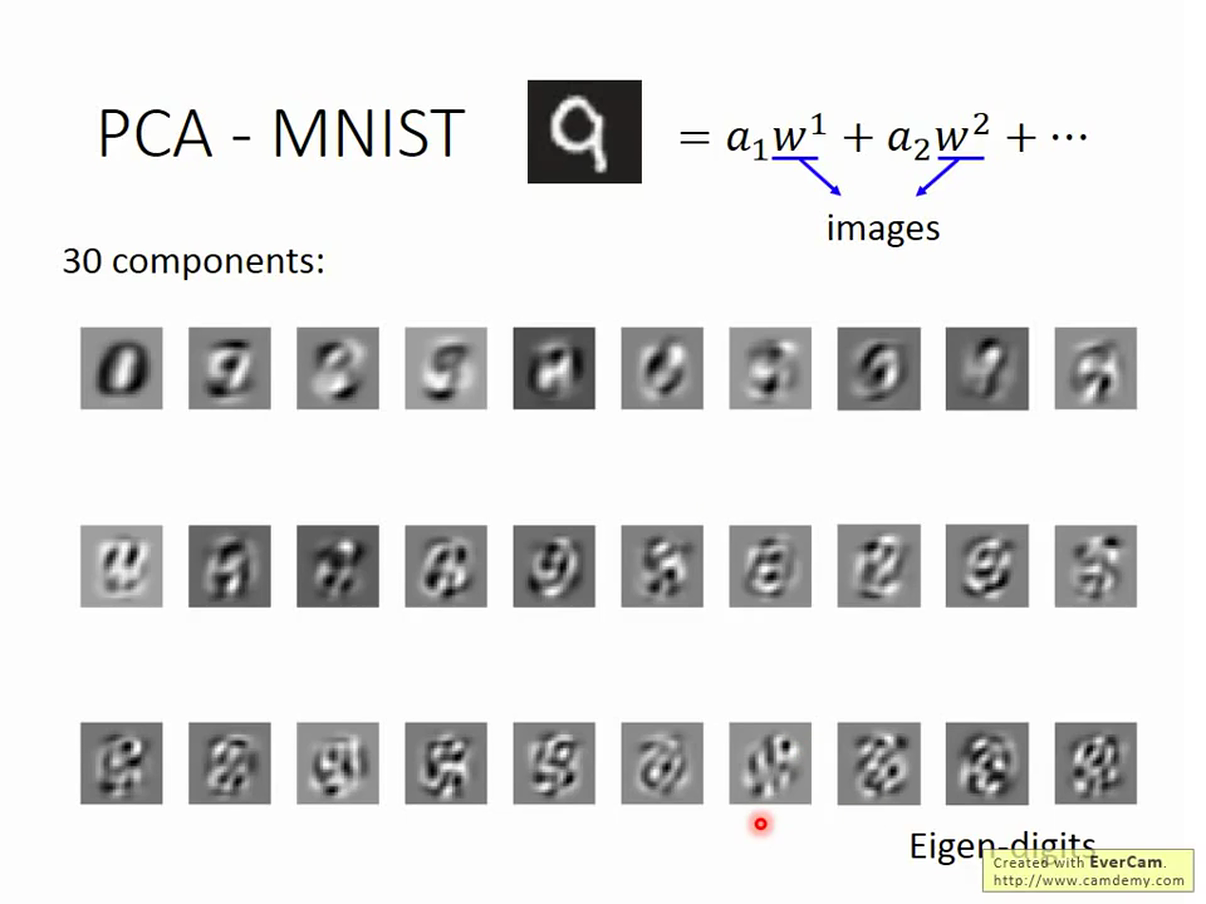 PCA - MNIST
= a₁w¹ + a₂w² + ⋯
images
30 components:
Eigen-digits
Created with EverCam.
http://www.camdemy.com